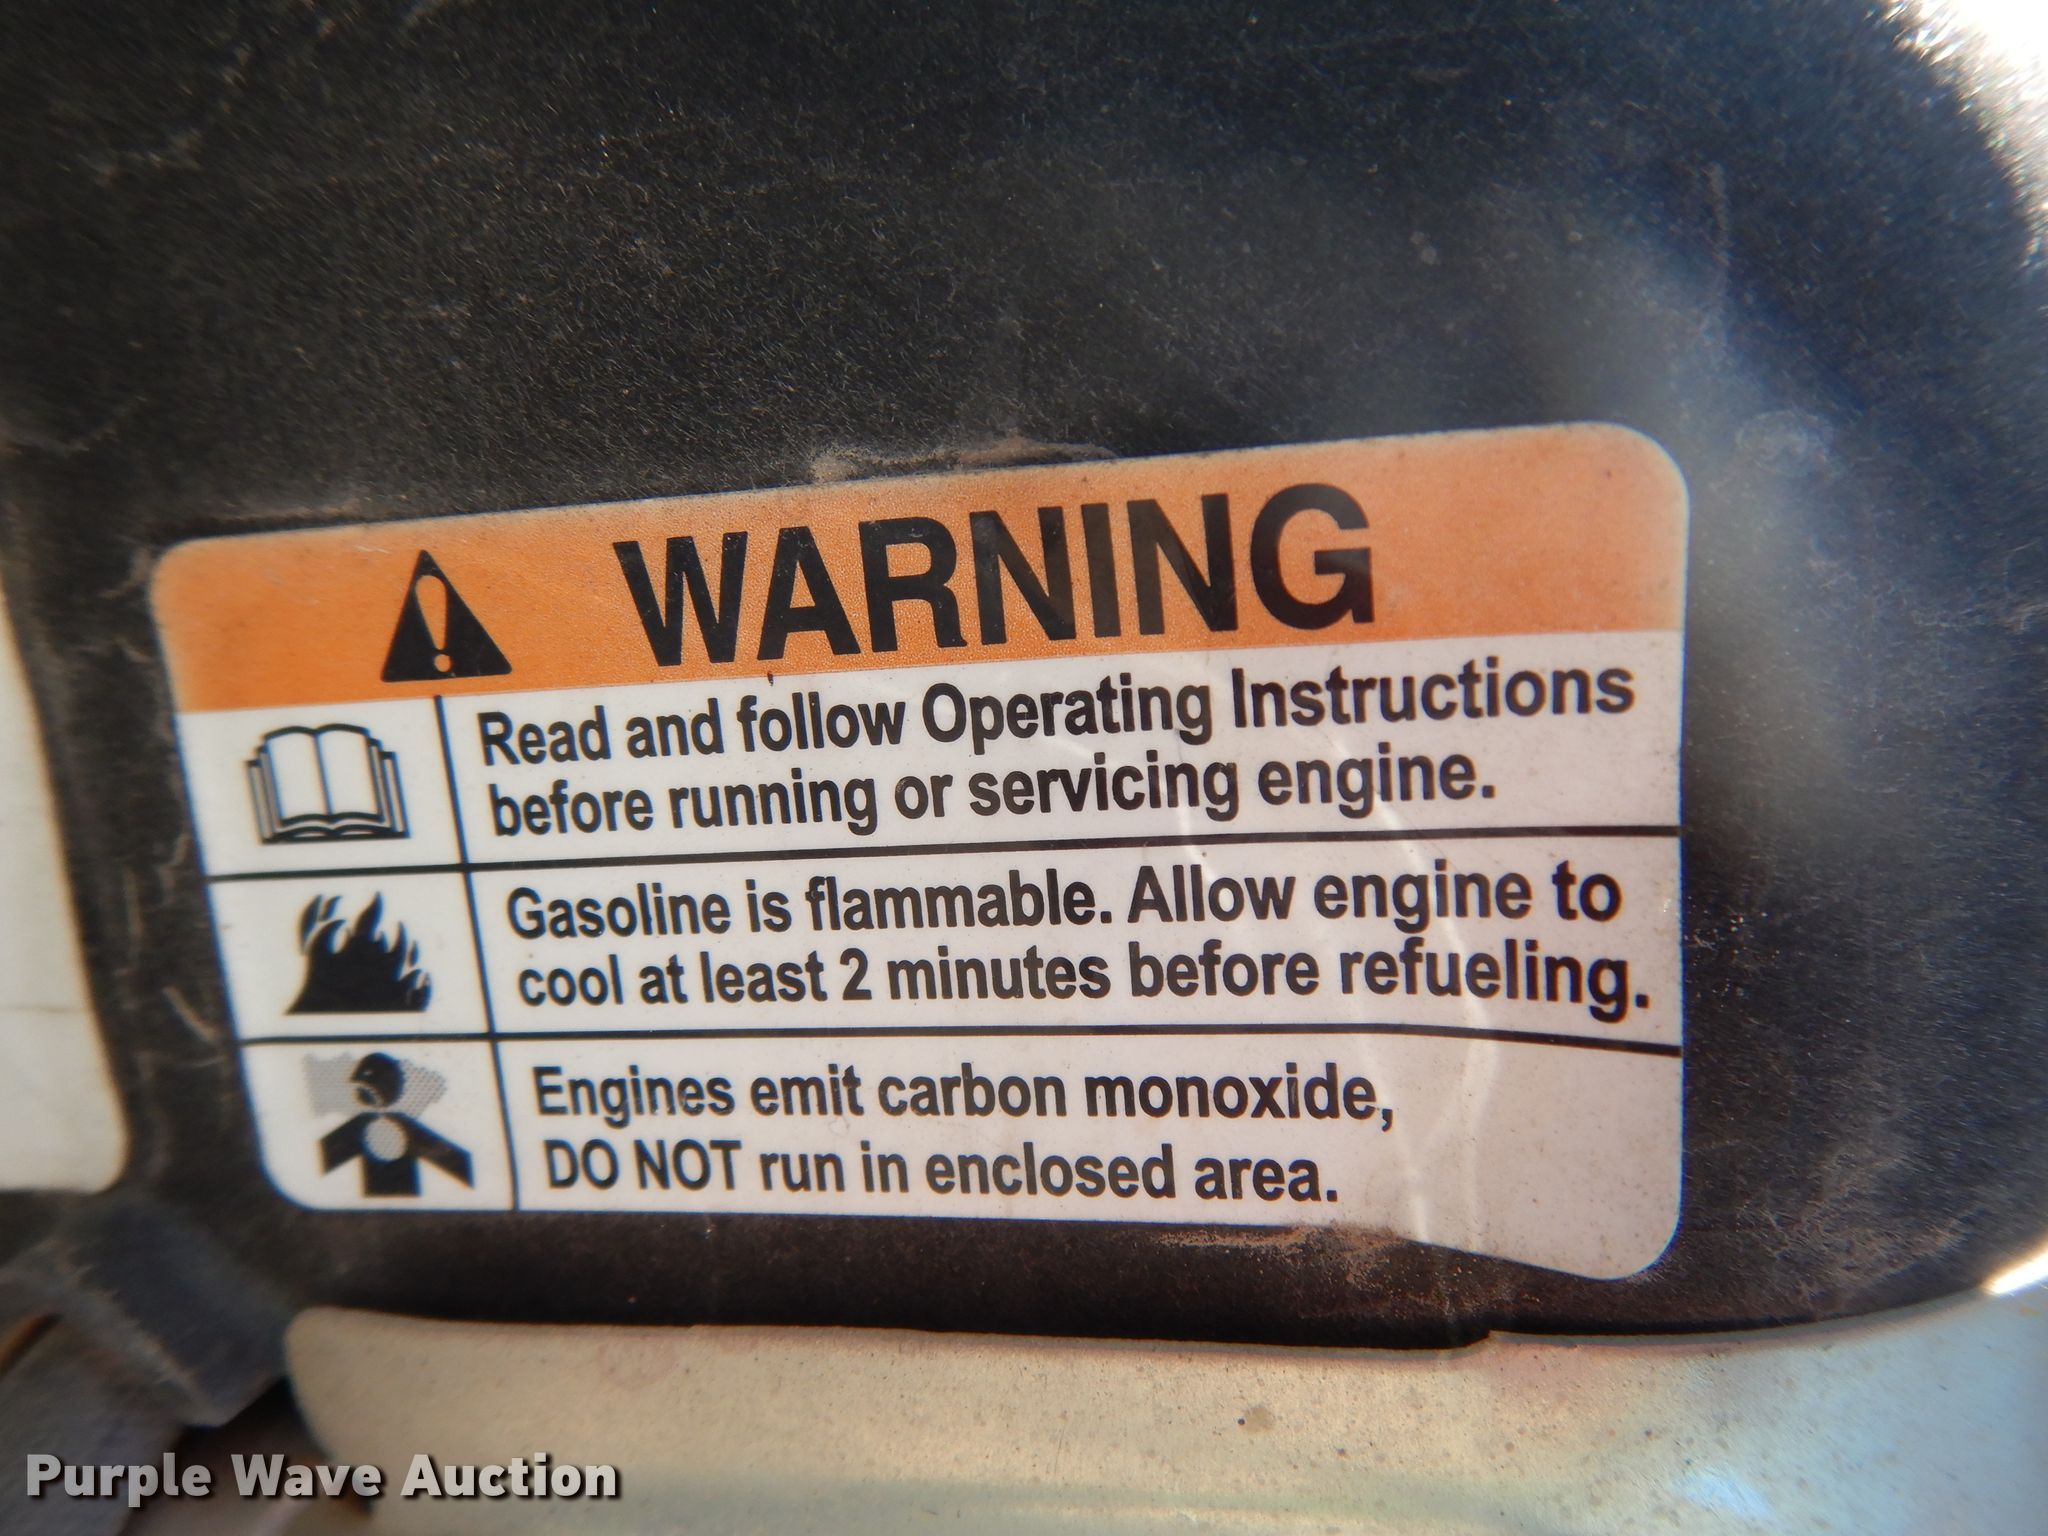 WARNING
Read and follow Operating Instructions
before running or servicing engine.
Gasoline is flammable. Allow engine to
cool at least 2 minutes before refueling.
Engines emit carbon monoxide,
DO NOT run in enclosed area.
Purple Wave Auction